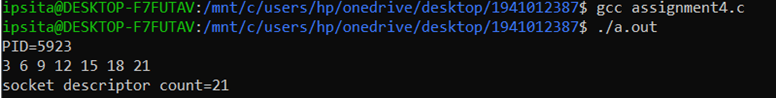 ipsita@DESKTOP-F7FUTAV:/mnt/c/users/hp/onedrive/desktop/1941012387$ gcc assignment4.c
ipsita@DESKTOP-F7FUTAV:/mnt/c/users/hp/onedrive/desktop/1941012387$ ./a.out
PID=5923
3 6 9 12 15 18 21
socket descriptor count=21